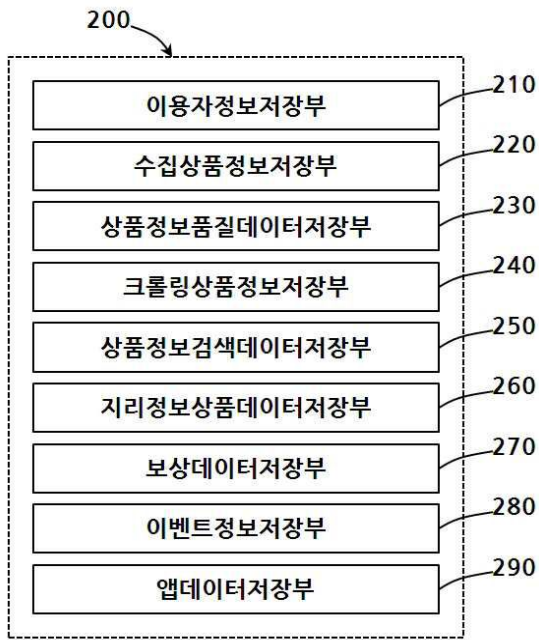 200
이용자정보저장부 210
수집상품정보저장부 220
상품정보품질데이터저장부 230
크롤링상품정보저장부 240
상품정보검색데이터저장부 250
지리정보상품데이터저장부 260
보상데이터저장부 270
이벤트정보저장부 280
앱데이터저장부 290